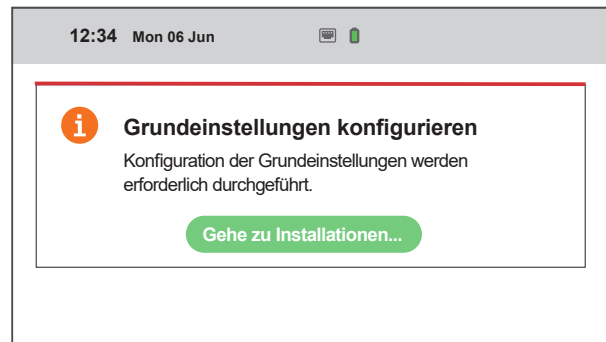 12:34 Mon 06 Jun
Grundeinstellungen konfigurieren
Konfiguration der Grundeinstellungen werden
erforderlich durchgeführt.
Gehe zu Installationen...